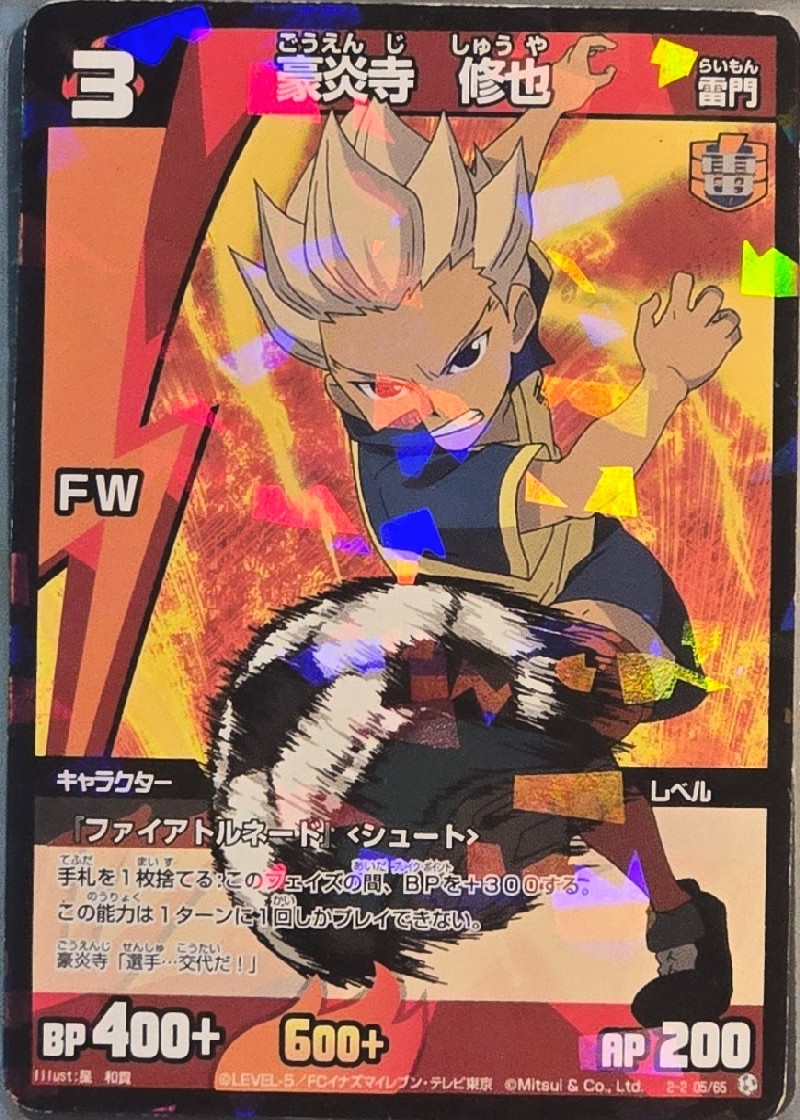 3
ごうえんじ しゅうや
豪炎寺 修也
らいもん
雷門
雷
FW
キャラクター
レベル
『ファイアトルネード』<シュート>
てふだ まいす あいだ ブレイクポイント
手札を1枚捨てる:このフェイズの間、BPを+300する。
のうりょく かい
この能力は1ターンに1回しかプレイできない。
ごうえんじ せんしゅ こうたい
豪炎寺「選手…交代だ!」
BP 400+ 600+ AP 200
Illust:星 和貴
©LEVEL-5/FCイナズマイレブン・テレビ東京 ©Mitsui & Co., Ltd. 2-2 05/65